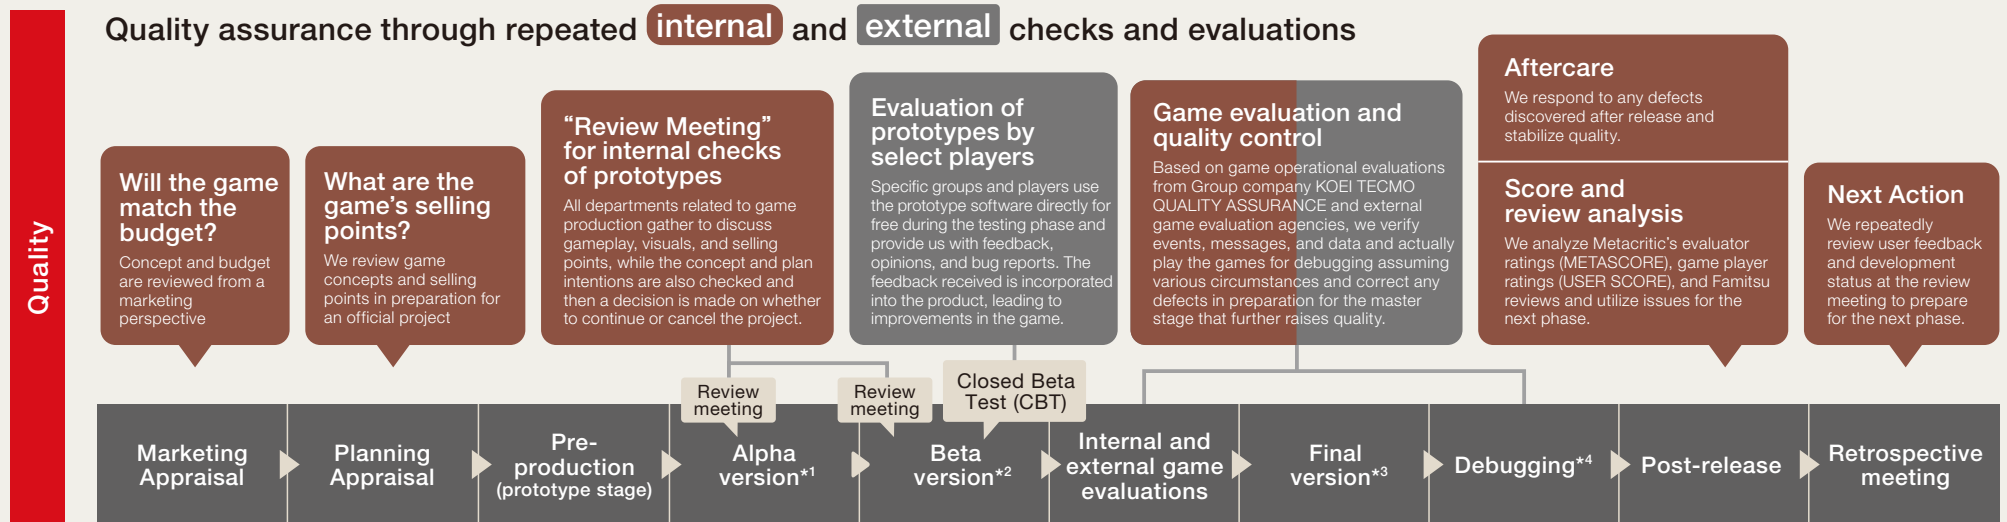 Quality assurance through repeated internal and external checks and evaluations
Quality
Will the game
match the
budget?
Concept and budget
are reviewed from a
marketing
perspective
What are the
game's selling
points?
We review game
concepts and selling
points in preparation for
an official project
“Review Meeting”
for internal checks
of prototypes
All departments related to game
production gather to discuss
gameplay, visuals, and selling
points, while the concept and plan
intentions are also checked and
then a decision is made on whether
to continue or cancel the project.
Evaluation of
prototypes by
select players
Specific groups and players use
the prototype software directly for
free during the testing phase and
provide us with feedback,
opinions, and bug reports. The
feedback received is incorporated
into the product, leading to
improvements in the game.
Game evaluation and
quality control
Based on game operational evaluations
from Group company KOEI TECMO
QUALITY ASSURANCE and external
game evaluation agencies, we verify
events, messages, and data and actually
play the games for debugging assuming
various circumstances and correct any
defects in preparation for the master
stage that further raises quality.
Aftercare
We respond to any defects
discovered after release and
stabilize quality.
Score and
review analysis
We analyze Metacritic's evaluator
ratings (METASCORE), game player
ratings (USER SCORE), and Famitsu
reviews and utilize issues for the
next phase.
Next Action
We repeatedly
review user feedback
and development
status at the review
meeting to prepare
for the next phase.
Review
meeting
Review
meeting
Closed Beta
Test (CBT)
Marketing
Appraisal
Planning
Appraisal
Pre-
production
(prototype stage)
Alpha
version*1
Beta
version*2
Internal and
external game
evaluations
Final
version*3
Debugging*4
Post-release
Retrospective
meeting